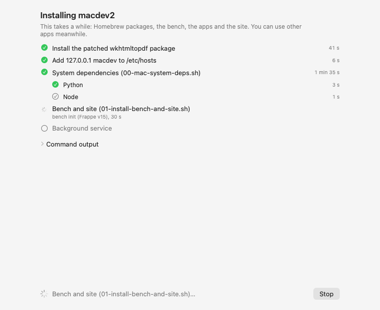 Installing macdev2
This takes a while: Homebrew packages, the bench, the apps and the site. You can use other
apps meanwhile.
Install the patched wkhtmltopdf package 41 s
Add 127.0.0.1 macdev to /etc/hosts 6 s
System dependencies (00-mac-system-deps.sh) 1 min 35 s
Python 3 s
Node 1 s
Bench and site (01-install-bench-and-site.sh)
bench init (Frappe v15), 30 s
Background service
Command output
Bench and site (01-install-bench-and-site.sh)... Stop